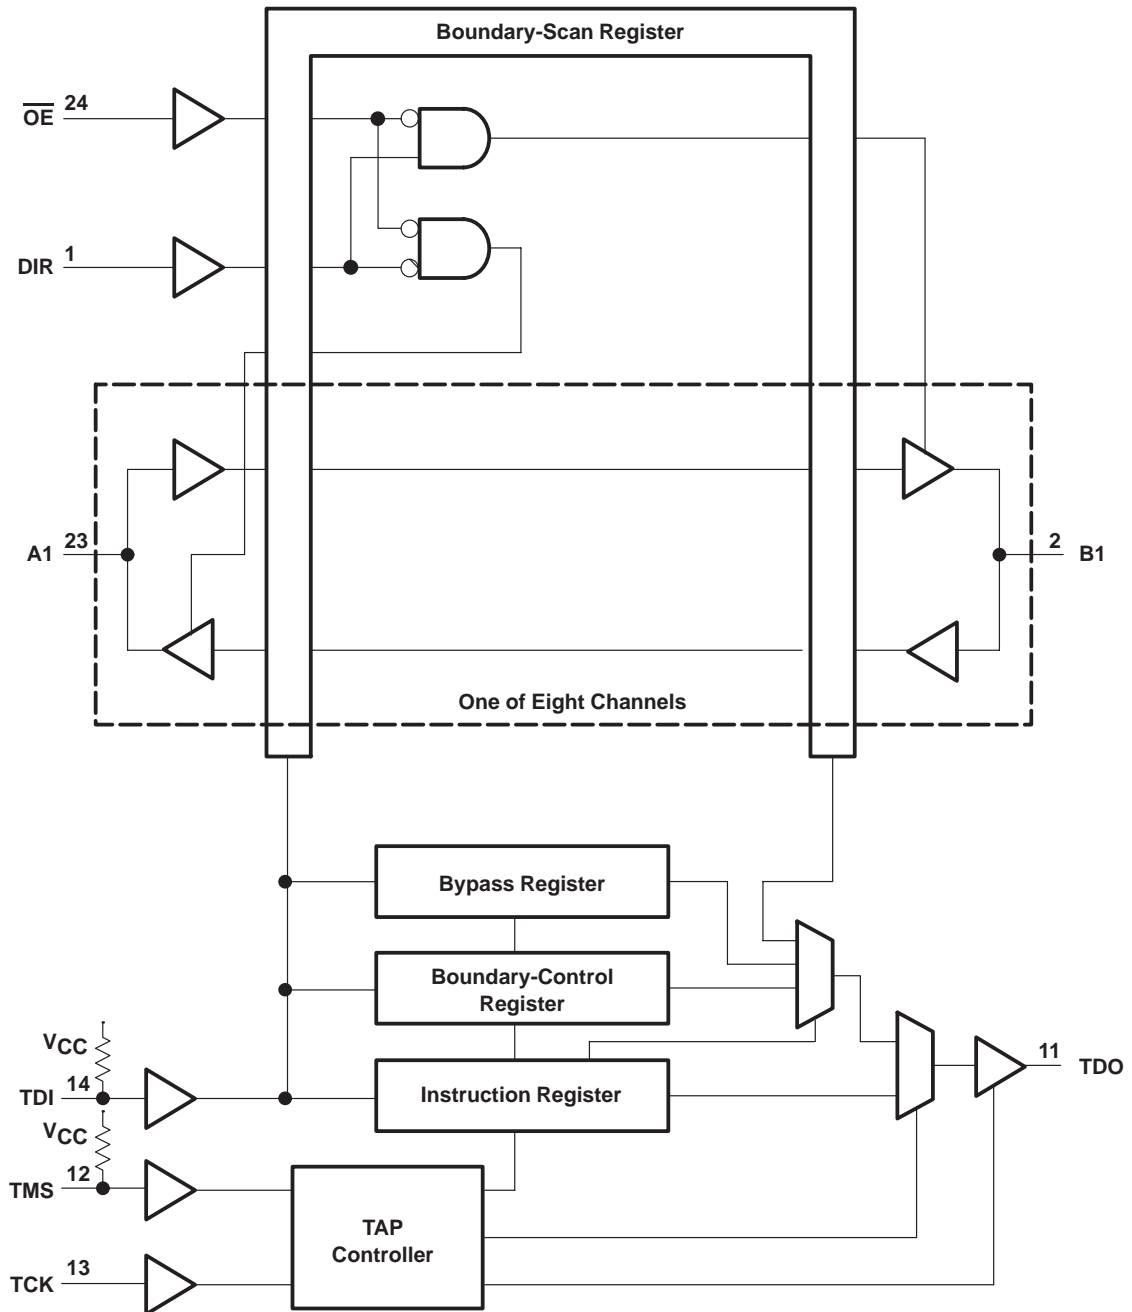 Boundary-Scan Register
OE 24
DIR 1
A1 23
2 B1
One of Eight Channels
Bypass Register
Boundary-Control
Register
VCC
TDI 14
Instruction Register
11 TDO
VCC
TMS 12
TAP
Controller
TCK 13